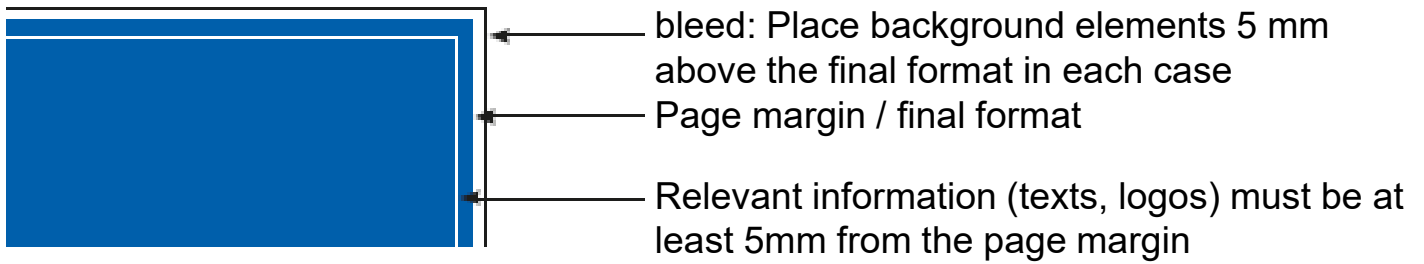 bleed: Place background elements 5 mm
above the final format in each case
Page margin / final format
Relevant information (texts, logos) must be at
least 5mm from the page margin